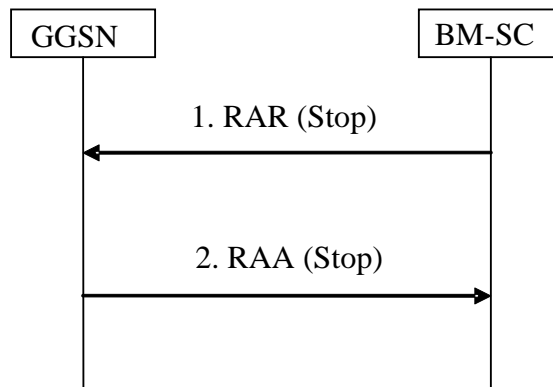 GGSN
BM-SC
1. RAR (Stop)
2. RAA (Stop)